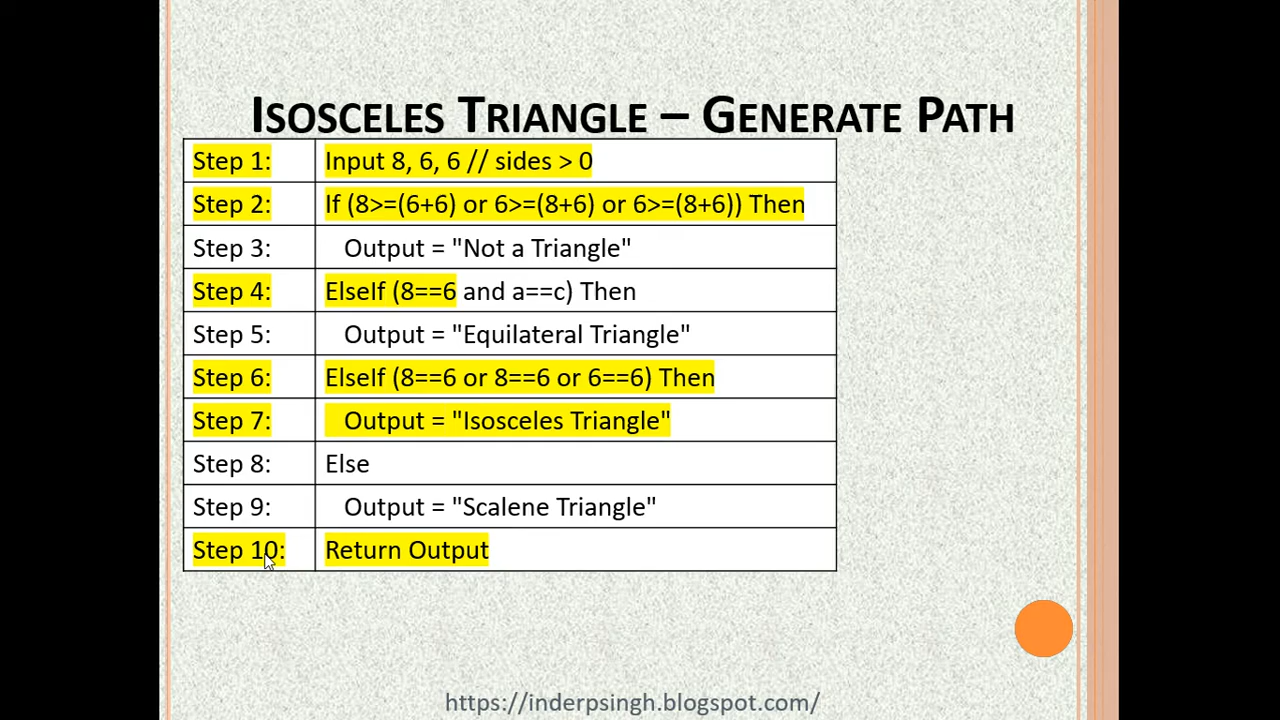 ISOSCELES TRIANGLE – GENERATE PATH
Step 1: Input 8, 6, 6 // sides > 0
Step 2: If (8>=(6+6) or 6>=(8+6) or 6>=(8+6)) Then
Step 3: Output = "Not a Triangle"
Step 4: ElseIf (8==6 and a==c) Then
Step 5: Output = "Equilateral Triangle"
Step 6: ElseIf (8==6 or 8==6 or 6==6) Then
Step 7: Output = "Isosceles Triangle"
Step 8: Else
Step 9: Output = "Scalene Triangle"
Step 10: Return Output
https://inderpsingh.blogspot.com/